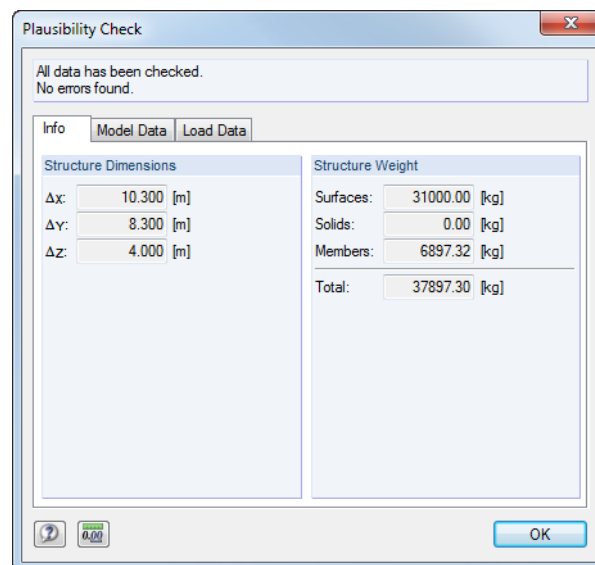 Plausibility Check
All data has been checked.
No errors found.
Info
Model Data
Load Data
Structure Dimensions
ΔX: 10.300 [m]
ΔY: 8.300 [m]
ΔZ: 4.000 [m]
Structure Weight
Surfaces: 31000.00 [kg]
Solids: 0.00 [kg]
Members: 6897.32 [kg]
Total: 37897.30 [kg]
0.00
OK